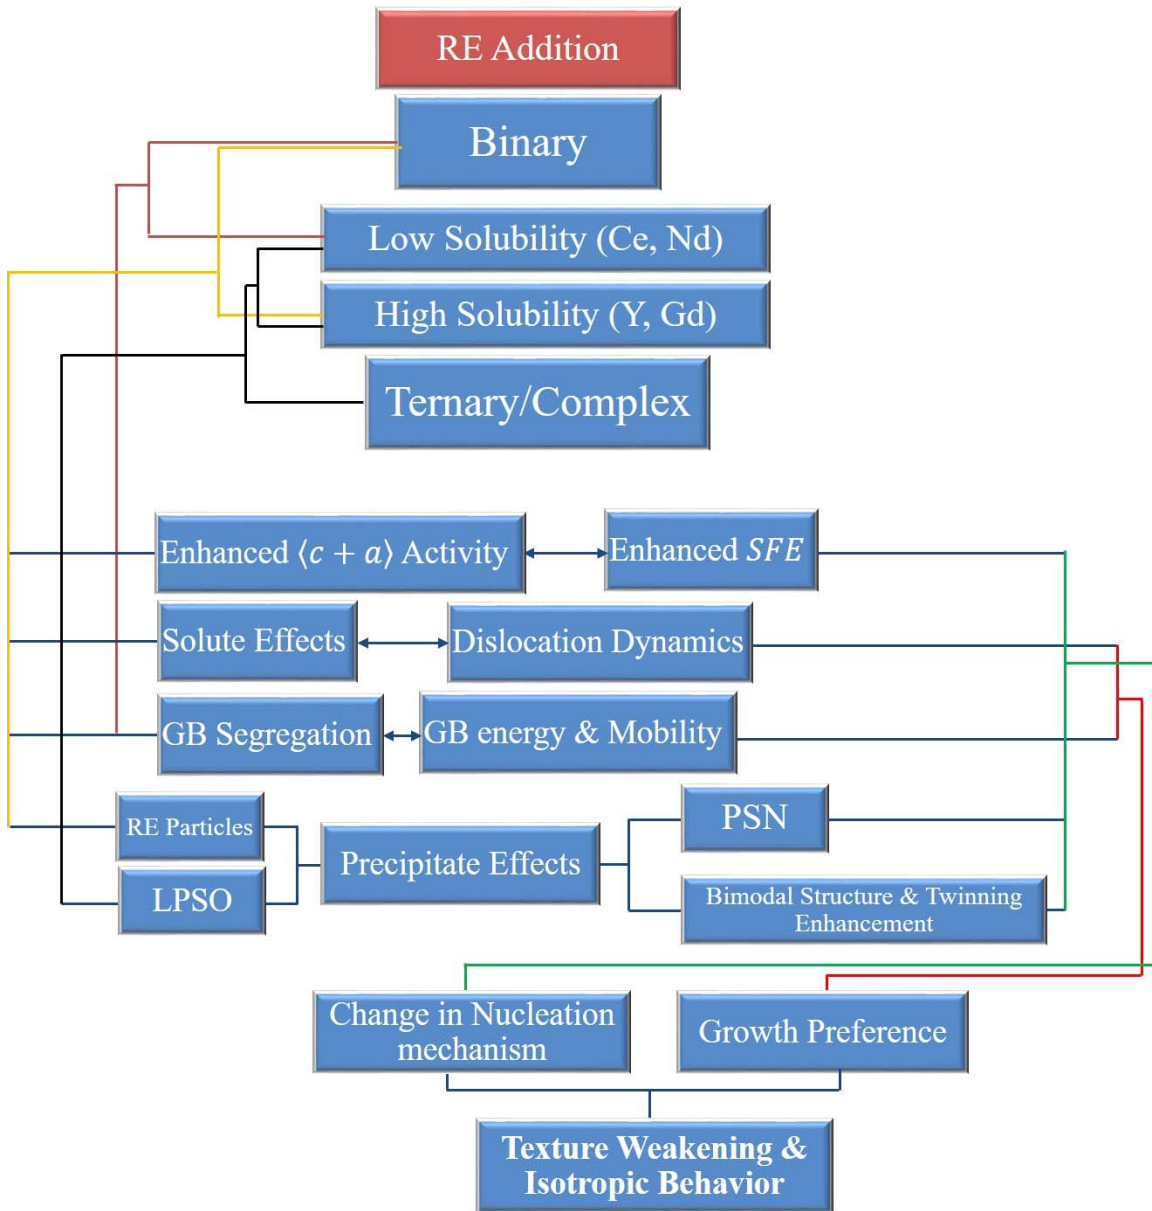 RE Addition
Binary
Low Solubility (Ce, Nd)
High Solubility (Y, Gd)
Ternary/Complex
Enhanced ⟨c + a⟩ Activity
Enhanced SFE
Solute Effects
Dislocation Dynamics
GB Segregation
GB energy & Mobility
RE Particles
LPSO
Precipitate Effects
PSN
Bimodal Structure & Twinning
Enhancement
Change in Nucleation
mechanism
Growth Preference
Texture Weakening &
Isotropic Behavior